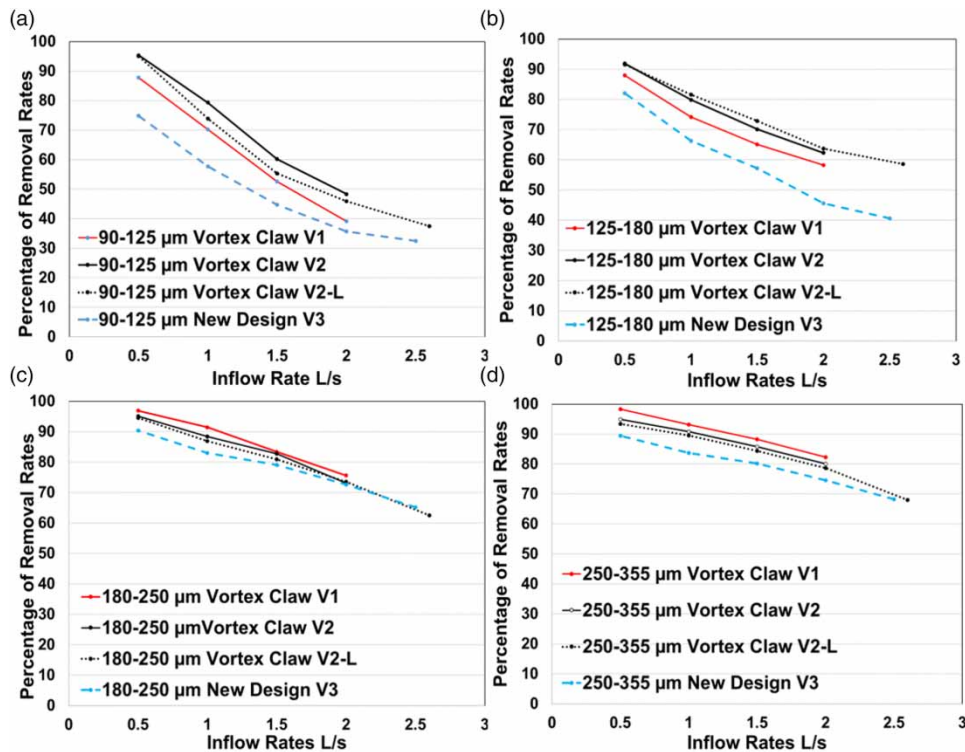 (a)
Percentage of Removal Rates
100
90
80
70
60
50
40
30
20
10
0
90-125 µm Vortex Claw V1
90-125 µm Vortex Claw V2
90-125 µm Vortex Claw V2-L
90-125 µm New Design V3
0 0.5 1 1.5 2 2.5 3
Inflow Rate L/s
(b)
Percentage of Removal Rates
100
90
80
70
60
50
40
30
20
10
0
125-180 µm Vortex Claw V1
125-180 µm Vortex Claw V2
125-180 µm Vortex Claw V2-L
125-180 µm New Design V3
0 0.5 1 1.5 2 2.5 3
Inflow Rates L/s
(c)
Percentage of Removal Rates
100
90
80
70
60
50
40
30
20
10
0
180-250 µm Vortex Claw V1
180-250 µmVortex Claw V2
180-250 µm Vortex Claw V2-L
180-250 µm New Design V3
0 0.5 1 1.5 2 2.5 3
Inflow Rates L/s
(d)
Percentage of Removal Rates
100
90
80
70
60
50
40
30
20
10
0
250-355 µm Vortex Claw V1
250-355 µm Vortex Claw V2
250-355 µm Vortex Claw V2-L
250-355 µm New Design V3
0 0.5 1 1.5 2 2.5 3
Inflow Rates L/s